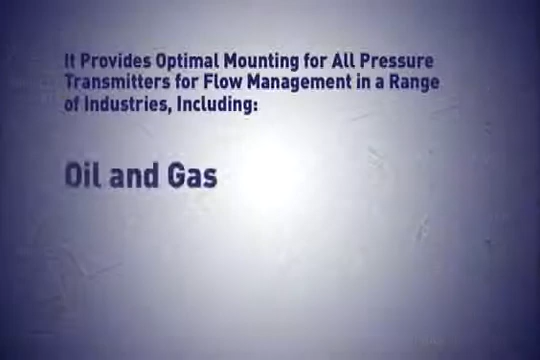 It Provides Optimal Mounting for All Pressure
Transmitters for Flow Management in a Range
of Industries, Including:
Oil and Gas